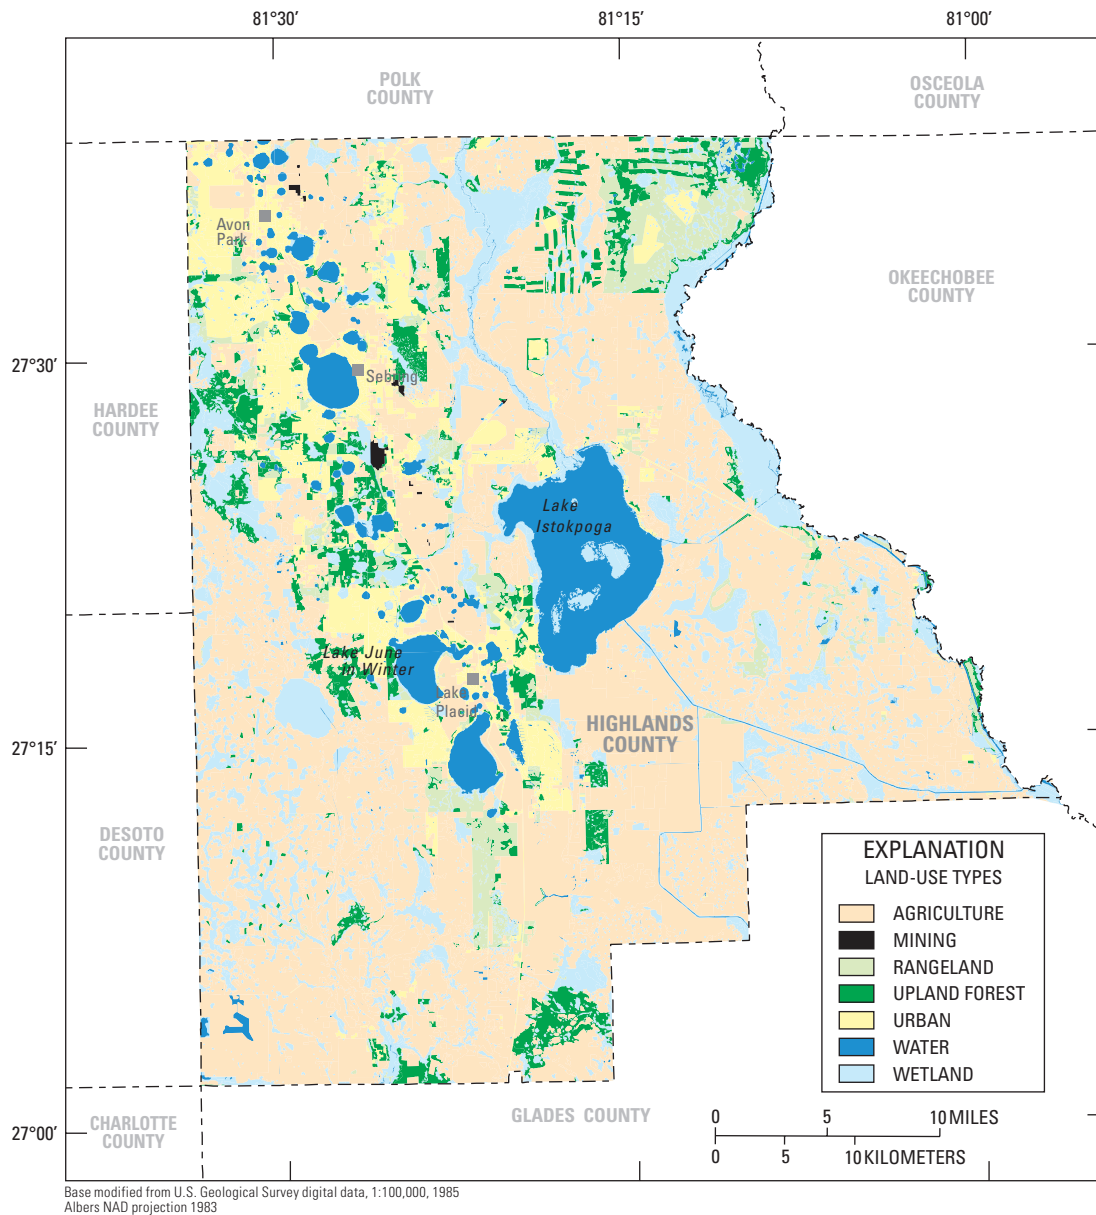 81°30′
81°15′
81°00′
POLK
COUNTY
OSCEOLA
COUNTY
Avon
Park
OKEECHOBEE
COUNTY
27°30′
Sebring
HARDEE
COUNTY
Lake
Istokpoga
Lake June
in Winter
Lake
Placid
HIGHLANDS
COUNTY
27°15′
DESOTO
COUNTY
EXPLANATION
LAND-USE TYPES
AGRICULTURE
MINING
RANGELAND
UPLAND FOREST
URBAN
WATER
WETLAND
CHARLOTTE
COUNTY
GLADES COUNTY
27°00′
0 5 10 MILES
0 5 10 KILOMETERS
Base modified from U.S. Geological Survey digital data, 1:100,000, 1985
Albers NAD projection 1983